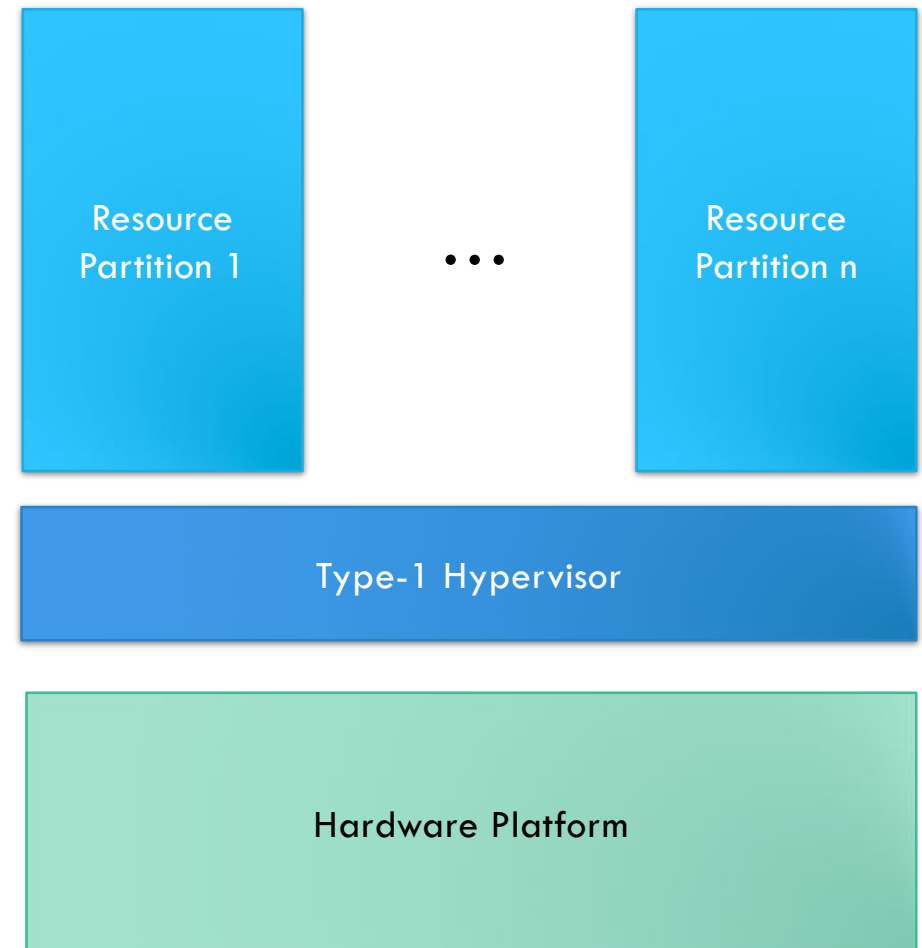 Resource
Partition 1
...
Resource
Partition n
Type-1 Hypervisor
Hardware Platform